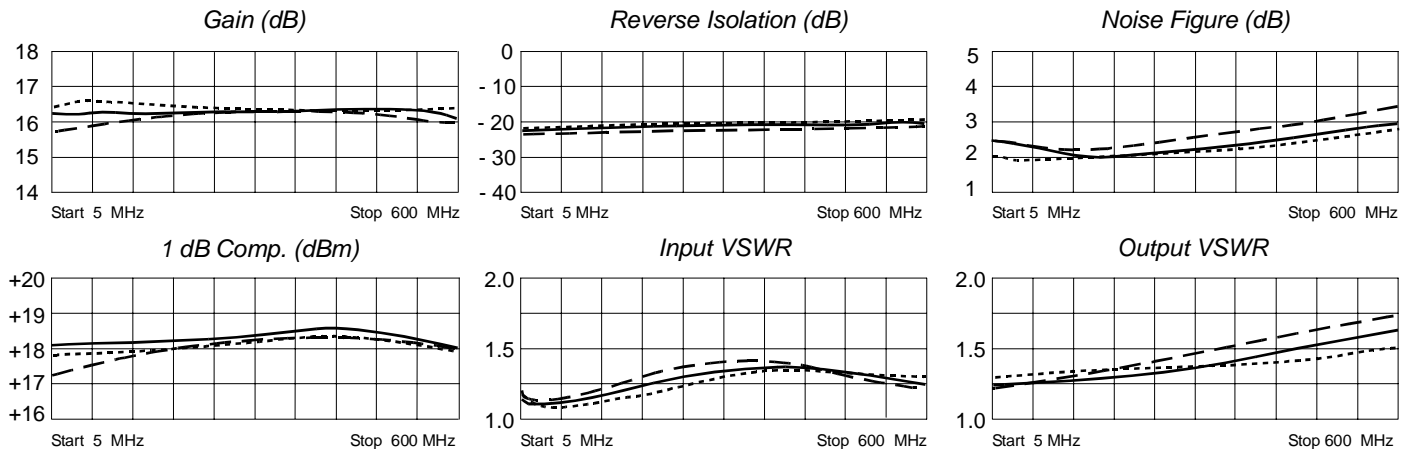 Gain (dB)
18
17
16
15
14
Start 5 MHz
Stop 600 MHz
Reverse Isolation (dB)
0
- 10
- 20
- 30
- 40
Start 5 MHz
Stop 600 MHz
Noise Figure (dB)
5
4
3
2
1
Start 5 MHz
Stop 600 MHz
1 dB Comp. (dBm)
+20
+19
+18
+17
+16
Start 5 MHz
Stop 600 MHz
Input VSWR
2.0
1.5
1.0
Start 5 MHz
Stop 600 MHz
Output VSWR
2.0
1.5
1.0
Start 5 MHz
Stop 600 MHz